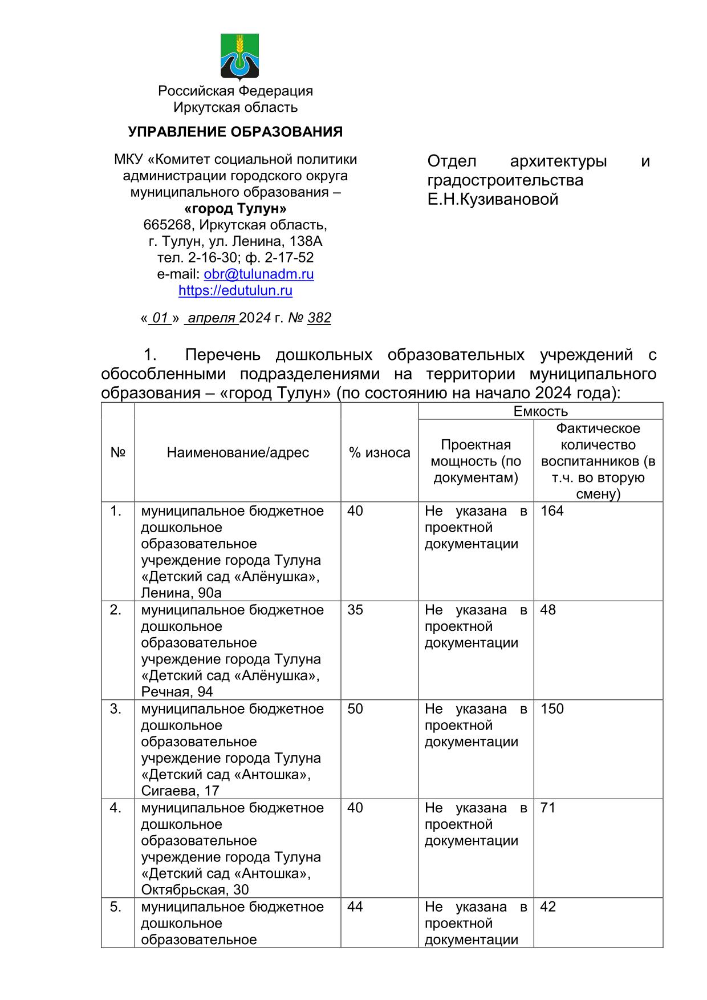 Российская Федерация
Иркутская область
УПРАВЛЕНИЕ ОБРАЗОВАНИЯ
МКУ «Комитет социальной политики
администрации городского округа
муниципального образования –
«город Тулун»
665268, Иркутская область,
г. Тулун, ул. Ленина, 138А
тел. 2-16-30; ф. 2-17-52
e-mail: obr@tulunadm.ru
https://edutulun.ru
« 01 » апреля 2024 г. № 382
Отдел архитектуры и
градостроительства
Е.Н.Кузивановой
1. Перечень дошкольных образовательных учреждений с
обособленными подразделениями на территории муниципального
образования – «город Тулун» (по состоянию на начало 2024 года):
№
Наименование/адрес
% износа
Емкость
Проектная
мощность (по
документам)
Фактическое
количество
воспитанников (в
т.ч. во вторую
смену)
1.
муниципальное бюджетное
дошкольное
образовательное
учреждение города Тулуна
«Детский сад «Алёнушка»,
Ленина, 90а
40
Не указана в
проектной
документации
164
2.
муниципальное бюджетное
дошкольное
образовательное
учреждение города Тулуна
«Детский сад «Алёнушка»,
Речная, 94
35
Не указана в
проектной
документации
48
3.
муниципальное бюджетное
дошкольное
образовательное
учреждение города Тулуна
«Детский сад «Антошка»,
Сигаева, 17
50
Не указана в
проектной
документации
150
4.
муниципальное бюджетное
дошкольное
образовательное
учреждение города Тулуна
«Детский сад «Антошка»,
Октябрьская, 30
40
Не указана в
проектной
документации
71
5.
муниципальное бюджетное
дошкольное
образовательное
44
Не указана в
проектной
документации
42